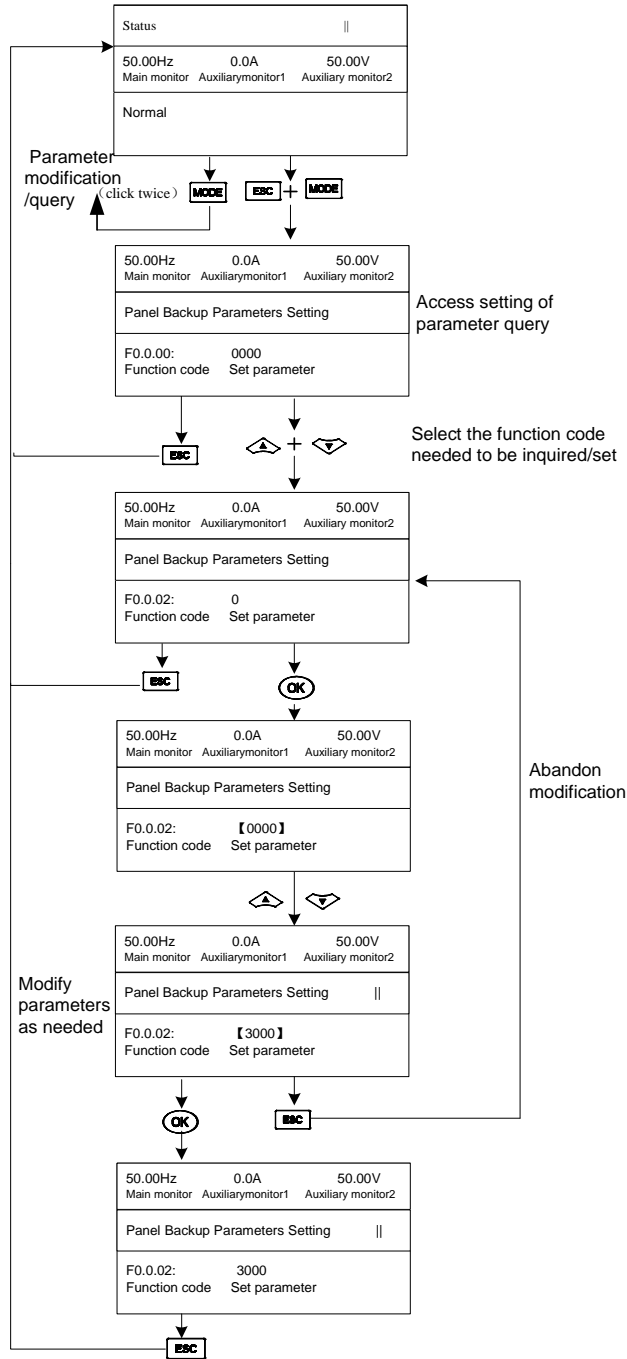 Status ||
50.00Hz 0.0A 50.00V
Main monitor Auxiliarymonitor1 Auxiliary monitor2
Normal
Parameter
modification
/query
(click twice) MODE ESC + MODE
50.00Hz 0.0A 50.00V
Main monitor Auxiliarymonitor1 Auxiliary monitor2
Panel Backup Parameters Setting
F0.0.00: 0000
Function code Set parameter
Access setting of
parameter query
ESC +
Select the function code
needed to be inquired/set
50.00Hz 0.0A 50.00V
Main monitor Auxiliarymonitor1 Auxiliary monitor2
Panel Backup Parameters Setting
F0.0.02: 0
Function code Set parameter
ESC OK
50.00Hz 0.0A 50.00V
Main monitor Auxiliarymonitor1 Auxiliary monitor2
Panel Backup Parameters Setting
F0.0.02: 【0000】
Function code Set parameter
Abandon
modification
50.00Hz 0.0A 50.00V
Main monitor Auxiliarymonitor1 Auxiliary monitor2
Panel Backup Parameters Setting ||
F0.0.02: 【3000】
Function code Set parameter
Modify
parameters
as needed
OK ESC
50.00Hz 0.0A 50.00V
Main monitor Auxiliarymonitor1 Auxiliary monitor2
Panel Backup Parameters Setting ||
F0.0.02: 3000
Function code Set parameter
ESC